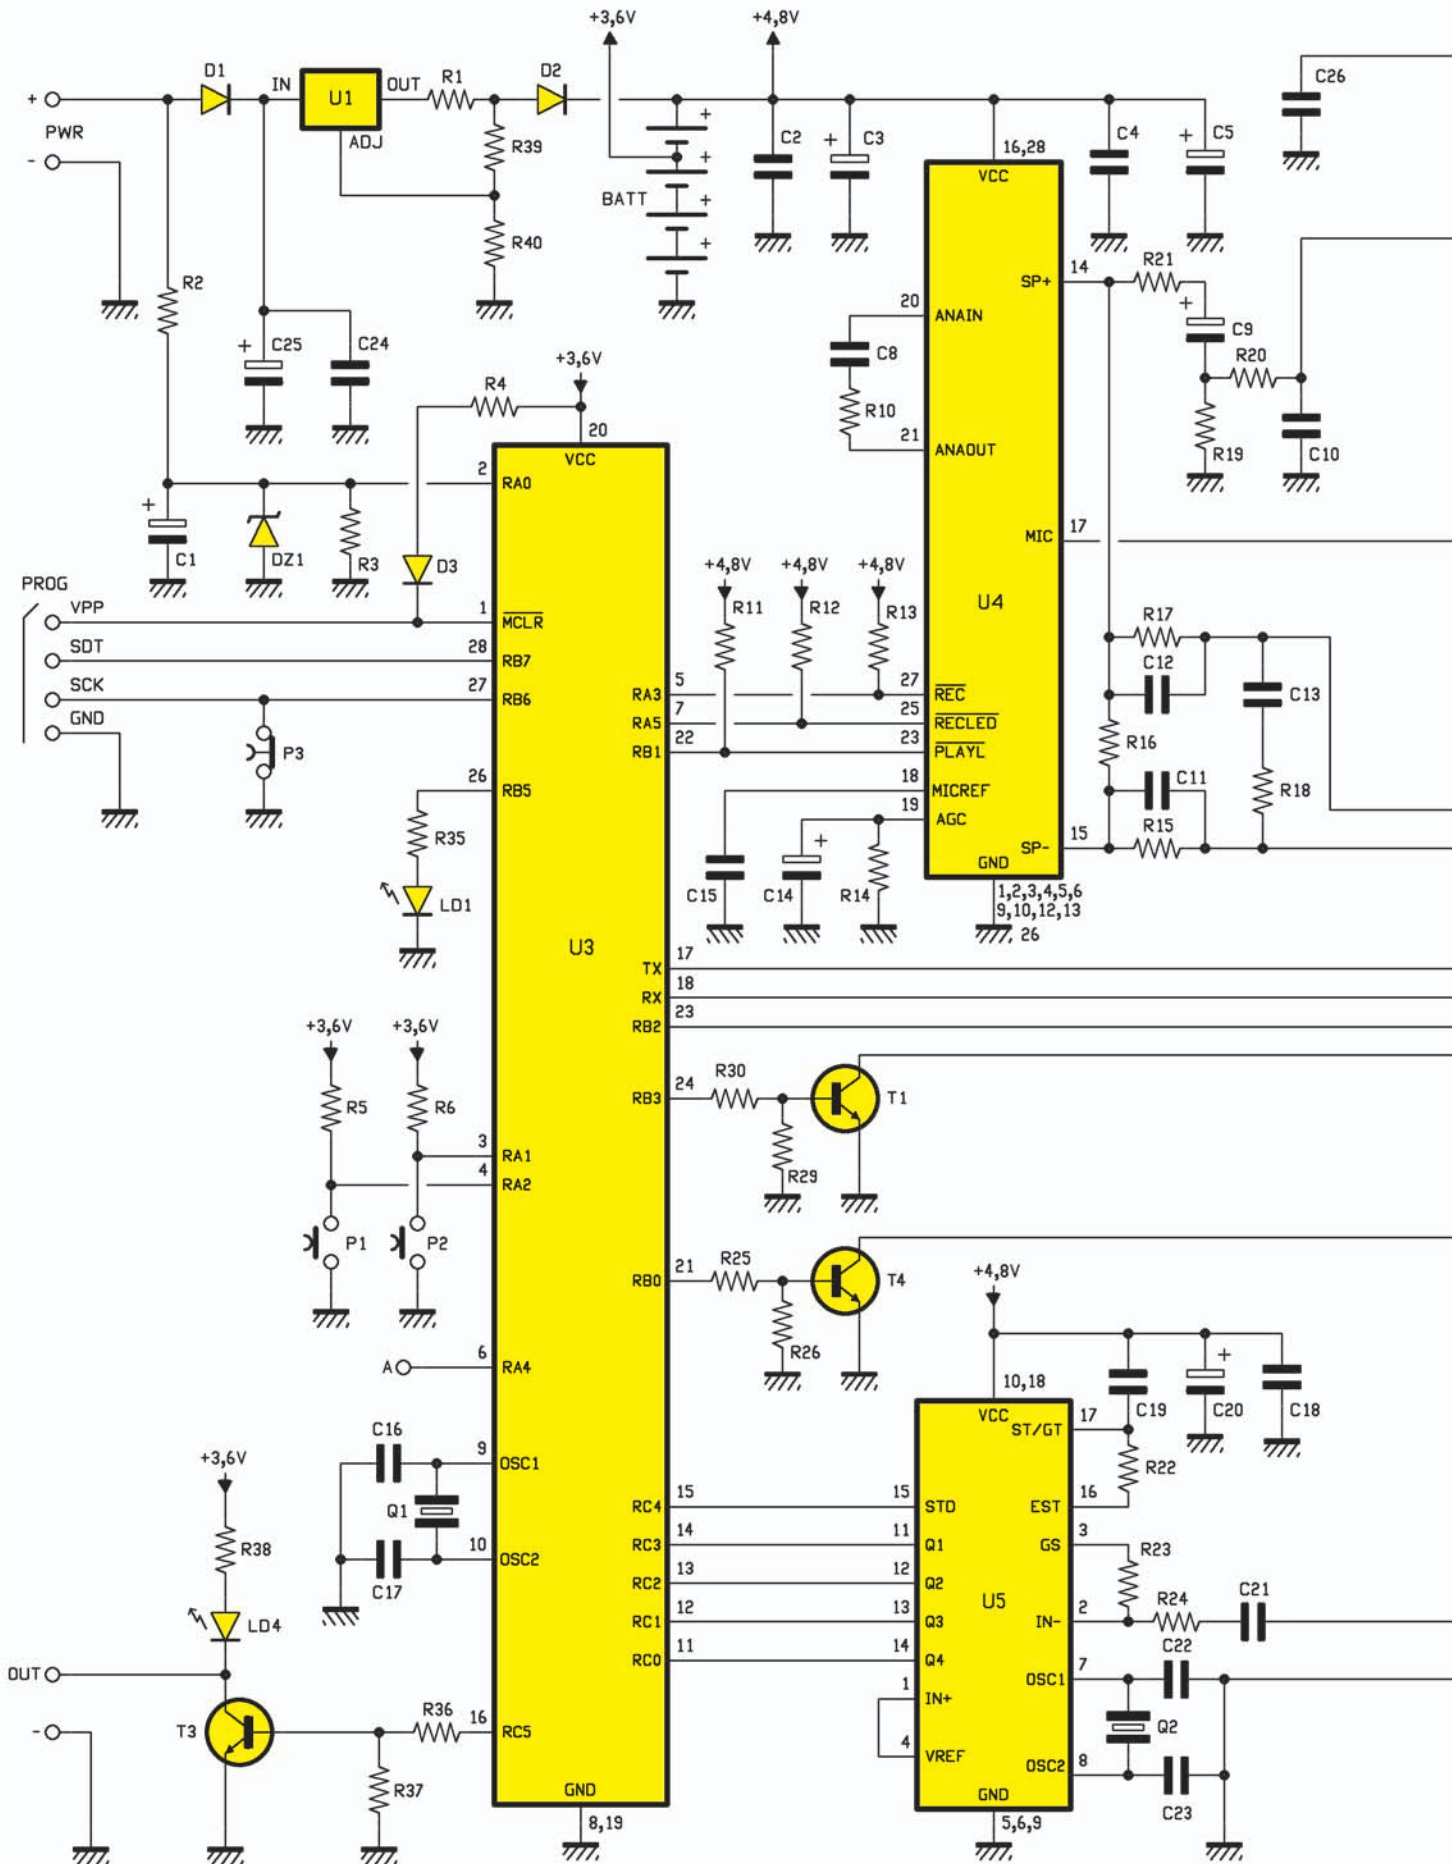 +3,6V +4,8V
D1 IN U1 OUT R1 D2 C26
+ PWR - ADJ R39 + C2 + C3 16,28 C4 + C5
VCC
+
BATT +
R40 +
R2 14 R21
SP+ +
20 ANAIN C9
+ C25 C24 C8 R20
+3,6V
R4 R10
20 21 ANAOUT R19 C10
VCC
2 RA0
+ C1 DZ1 R3 D3 MIC 17
PROG +4,8V +4,8V +4,8V
VPP 1 MCLR R11 R12 R13 U4 R17
SDT 28 RB7 C12
SCK 27 RB6 RA3 5 27 REC C13
GND RA5 7 25 RECLED
P3 RB1 22 23 PLAYL R16
26 RB5 18 MICREF C11 R18
19 AGC
R35 + SP- 15 R15
GND
LD1 C15 C14 R14 1,2,3,4,5,6
9,10,12,13
26
U3
TX 17
RX 18
RB2 23
+3,6V +3,6V
R5 R6 RB3 24 R30 T1
3 RA1
4 RA2 R29
P1 P2
RB0 21 R25 T4
+4,8V
R26
A 6 RA4
10,18 +
VCC 17 C19 C20 C18
ST/GT
C16 9 OSC1 R22
+3,6V
Q1 RC4 15 15 STD EST 16
R38 10 OSC2 RC3 14 11 Q1 GS 3 R23
C17 RC2 13 12 Q2
U5 R24 C21
LD4 RC1 12 13 Q3 IN- 2
C22
OUT RC0 11 14 Q4 OSC1 7
1 IN+
- T3 R36 16 RC5 Q2
4 VREF OSC2 8
R37 GND GND C23
8,19 5,6,9